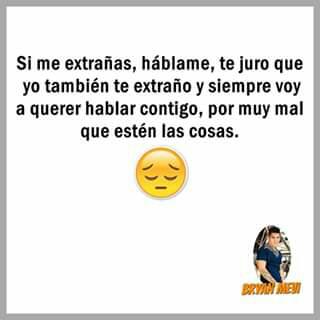 Si me extrañas, háblame, te juro que
yo también te extraño y siempre voy
a querer hablar contigo, por muy mal
que estén las cosas.
BRYAN MEVI